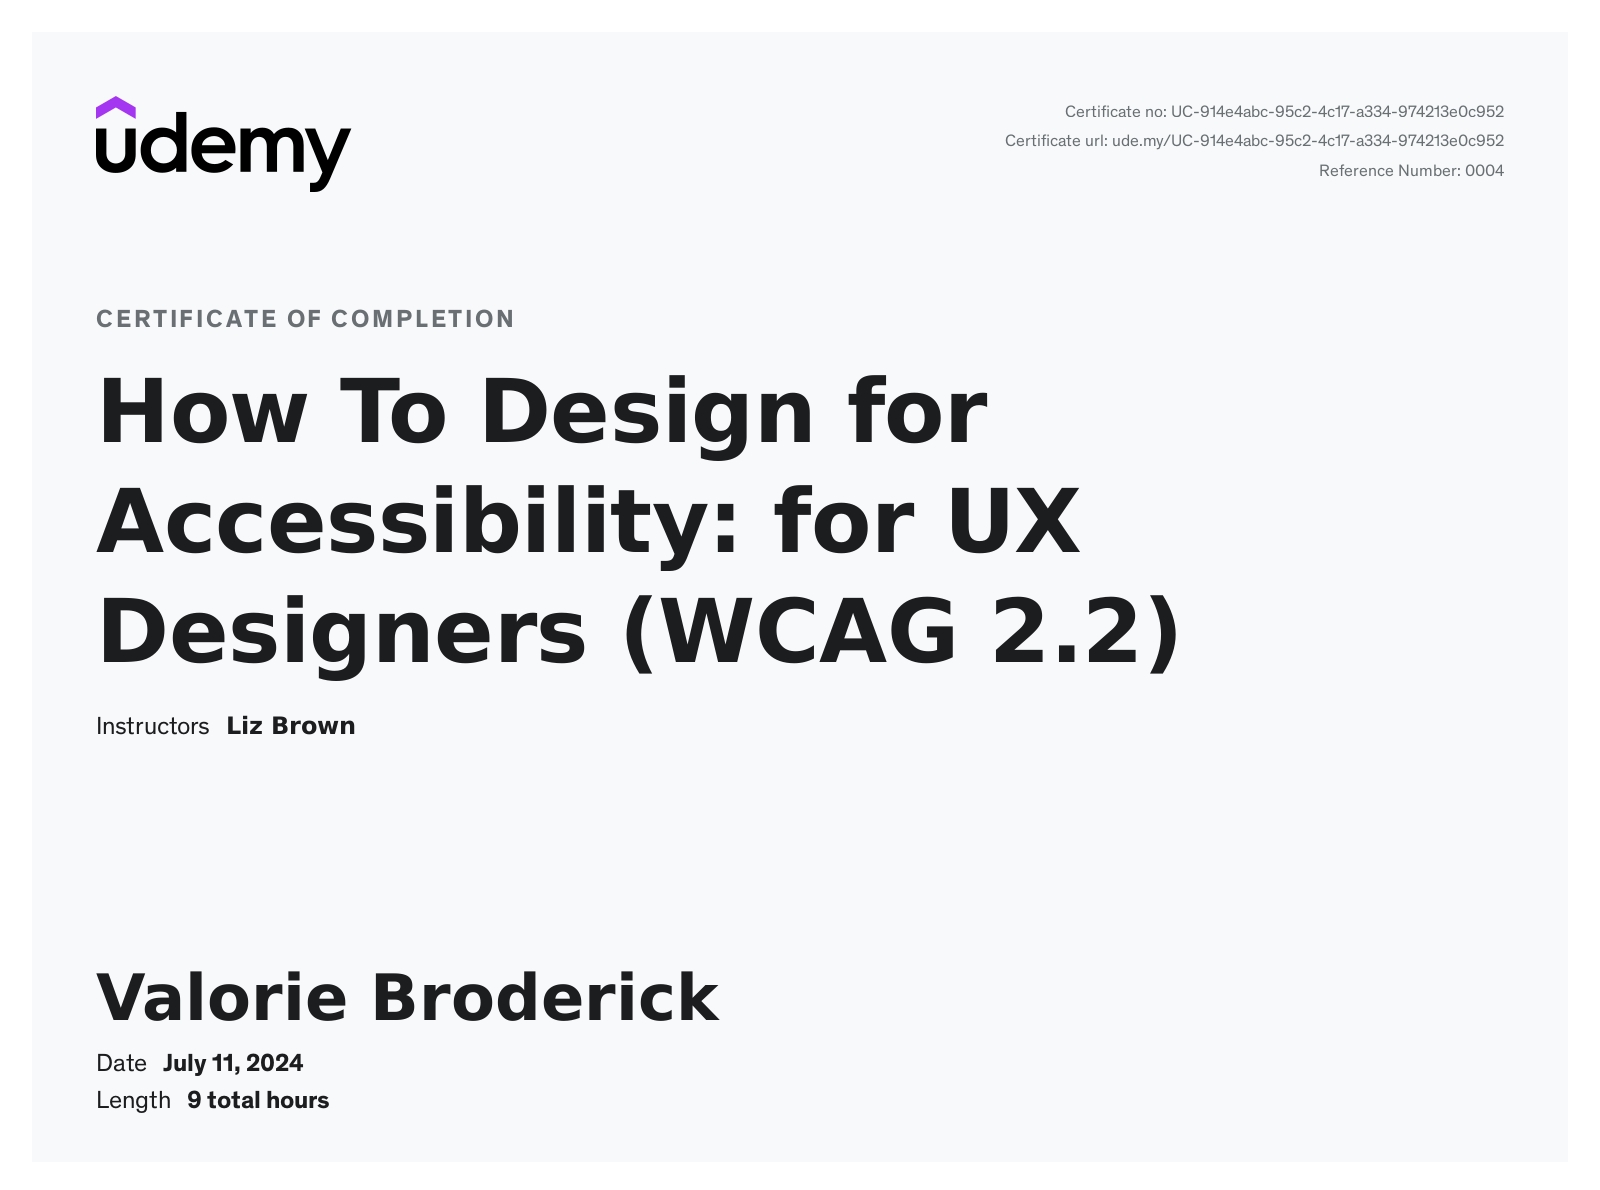 udemy
Certificate no: UC-914e4abc-95c2-4c17-a334-974213e0c952
Certificate url: ude.my/UC-914e4abc-95c2-4c17-a334-974213e0c952
Reference Number: 0004
CERTIFICATE OF COMPLETION
How To Design for
Accessibility: for UX
Designers (WCAG 2.2)
Instructors Liz Brown
Valorie Broderick
Date July 11, 2024
Length 9 total hours